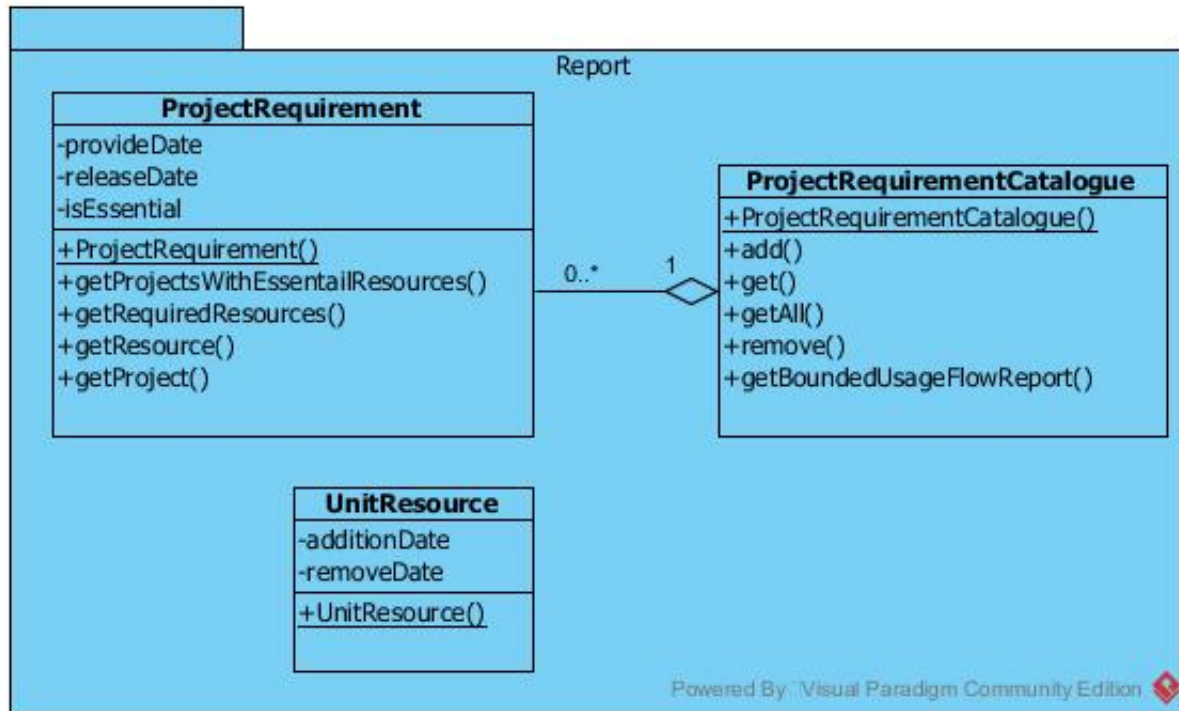 Report
ProjectRequirement
-provideDate
-releaseDate
-isEssential
+ProjectRequirement()
+getProjectsWithEssentailResources()
+getRequiredResources()
+getResource()
+getProject()
0..*
1
ProjectRequirementCatalogue
+ProjectRequirementCatalogue()
+add()
+get()
+getAll()
+remove()
+getBoundedUsageFlowReport()
UnitResource
-additionDate
-removeDate
+UnitResource()
Powered By Visual Paradigm Community Edition